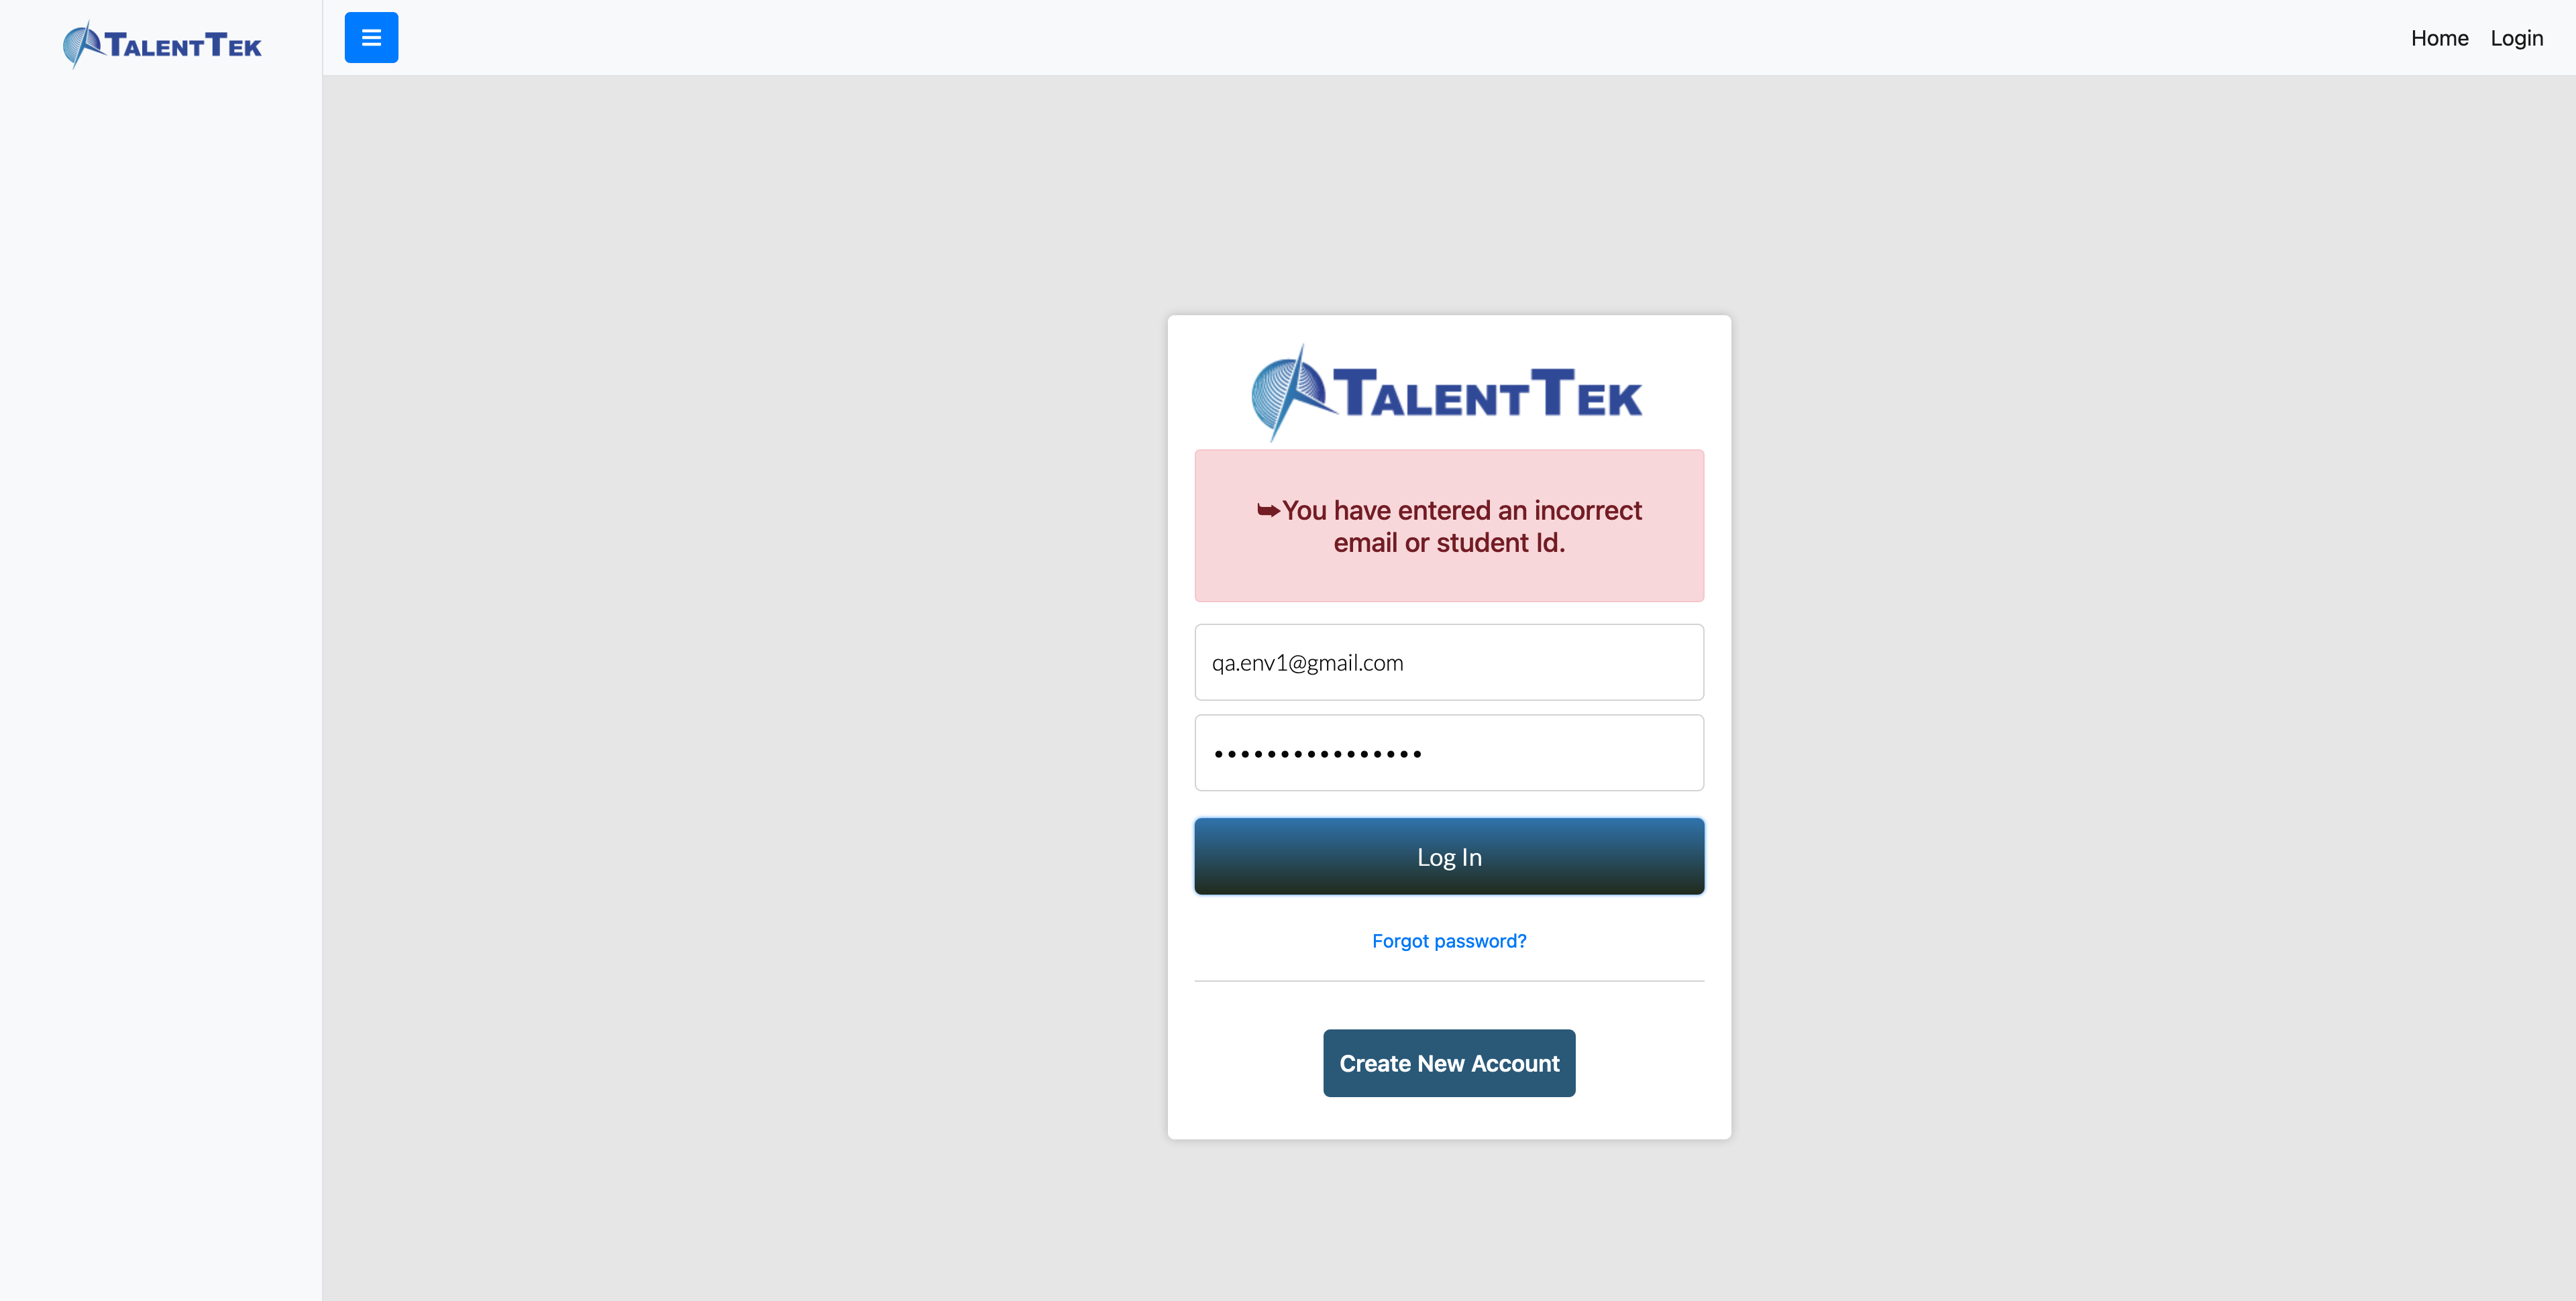 TALENTTEK
Home Login
TALENTTEK
➥You have entered an incorrect
email or student Id.
qa.env1@gmail.com
••••••••••••••••
Log In
Forgot password?
Create New Account